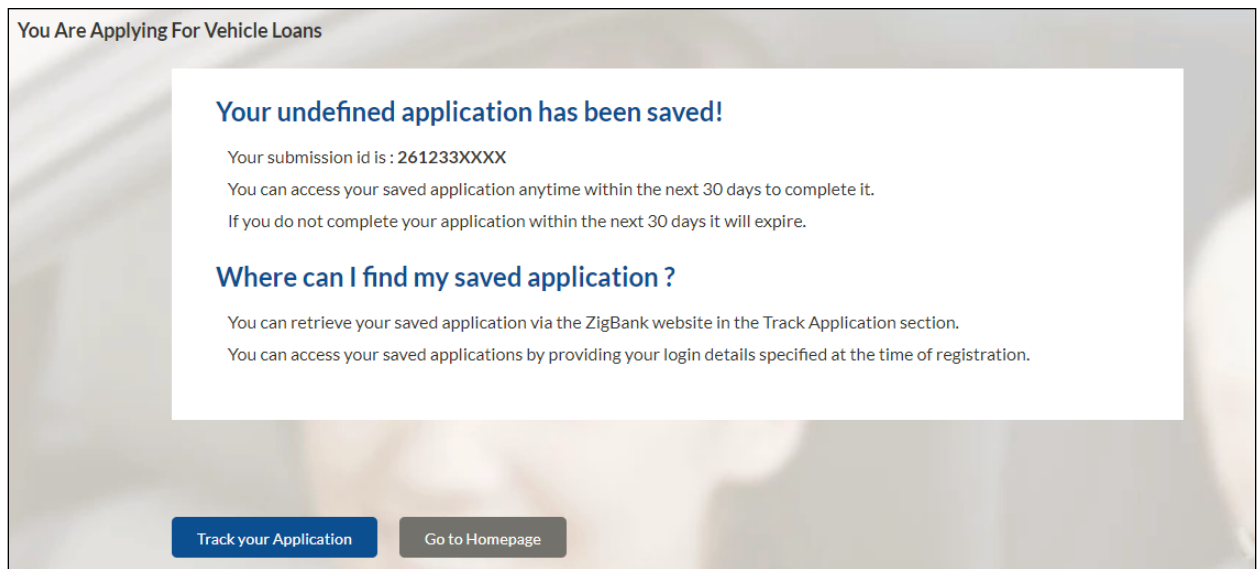 You Are Applying For Vehicle Loans
Your undefined application has been saved!
Your submission id is : 261233XXXX
You can access your saved application anytime within the next 30 days to complete it.
If you do not complete your application within the next 30 days it will expire.
Where can I find my saved application ?
You can retrieve your saved application via the ZigBank website in the Track Application section.
You can access your saved applications by providing your login details specified at the time of registration.
Track your Application
Go to Homepage